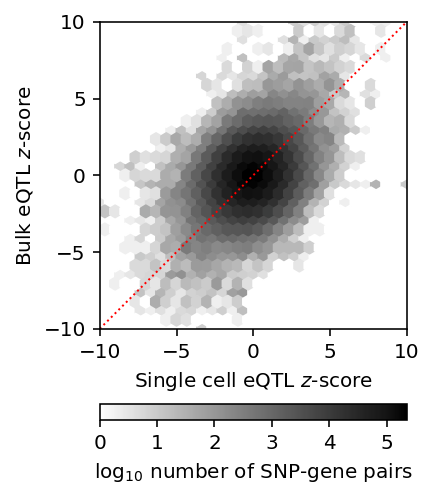 10
5
0
−5
−10
Bulk eQTL z-score
−10 −5 0 5 10
Single cell eQTL z-score
0 1 2 3 4 5
log₁₀ number of SNP-gene pairs